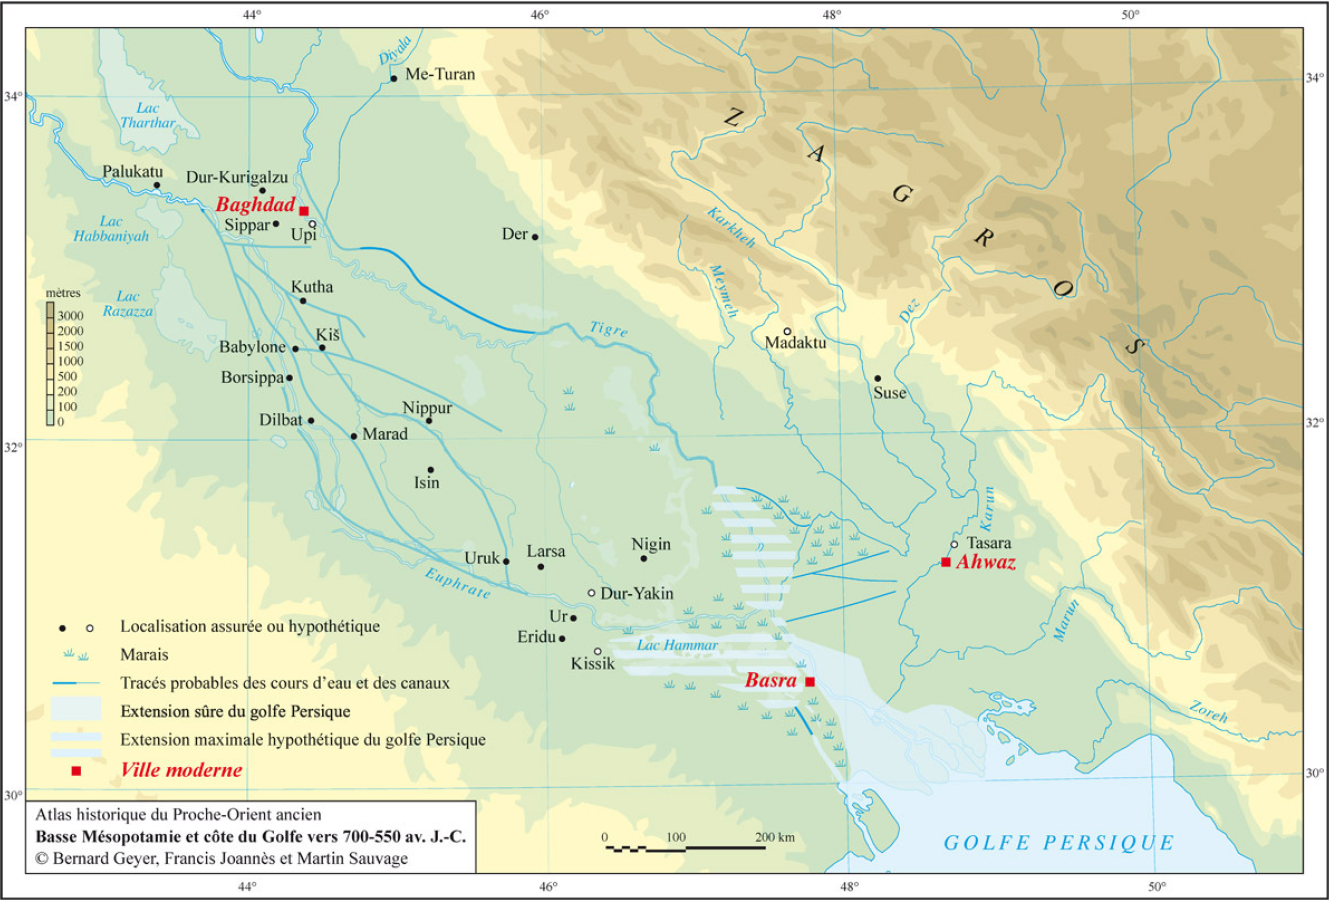 44°
46°
48°
50°
34°
34°
Diyala
Me-Turan
Lac
Tharthar
Z
A
G
R
O
S
Palukatu
Dur-Kurigalzu
Baghdad
Sippar
Upi
Lac
Habbaniyah
Der
Karkheh
Meymeh
Dez
Lac
Razazza
Kutha
mètres
3000
2000
1500
1000
500
200
100
0
Tigre
Kiš
Babylone
Madaktu
Borsippa
Suse
Nippur
Dilbat
Marad
32°
32°
Isin
Karun
Uruk
Larsa
Nigin
Tasara
Ahwaz
Euphrate
Dur-Yakin
Ur
Eridu
Kissik
Lac Hammar
Marun
Basra
Zoreh
Localisation assurée ou hypothétique
Marais
Tracés probables des cours d'eau et des canaux
Extension sûre du golfe Persique
Extension maximale hypothétique du golfe Persique
Ville moderne
30°
30°
Atlas historique du Proche-Orient ancien
Basse Mésopotamie et côte du Golfe vers 700-550 av. J.-C.
© Bernard Geyer, Francis Joannès et Martin Sauvage
0 100 200 km
GOLFE PERSIQUE
44°
46°
48°
50°